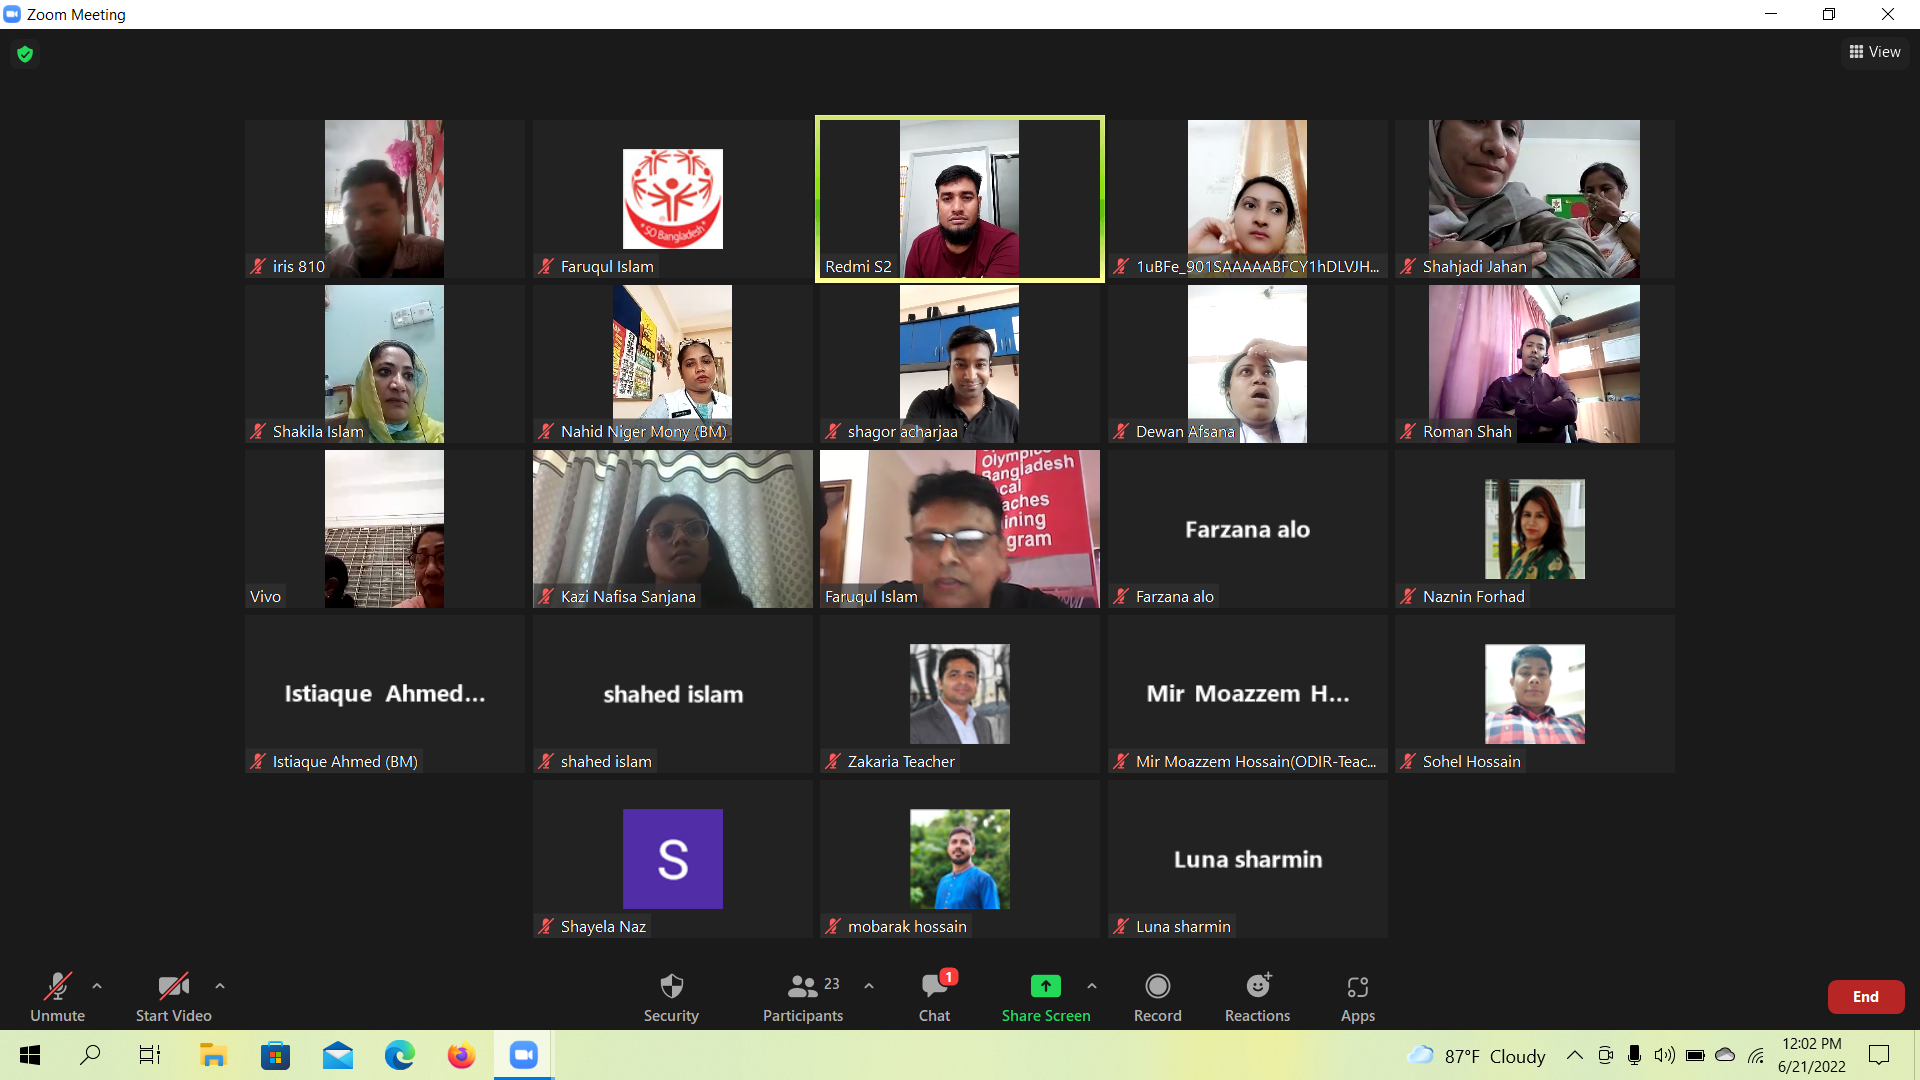 Zoom Meeting
View
SO Bangladesh
iris 810
Faruqul Islam
Redmi S2
1uBFe_901SAAAAABFCY1hDLVJH...
Shahjadi Jahan
Shakila Islam
Nahid Niger Mony (BM)
shagor acharjaa
Dewan Afsana
Roman Shah
Olympics
Bangladesh
cal
aches
ining
gram
Vivo
Kazi Nafisa Sanjana
Faruqul Islam
Farzana alo
Farzana alo
Naznin Forhad
Istiaque Ahmed...
shahed islam
Mir Moazzem H...
Istiaque Ahmed (BM)
shahed islam
Zakaria Teacher
Mir Moazzem Hossain(ODIR-Teac...
Sohel Hossain
S
Luna sharmin
Shayela Naz
mobarak hossain
Luna sharmin
Unmute
Start Video
Security
23
Participants
1
Chat
Share Screen
Record
Reactions
Apps
End
87°F Cloudy
12:02 PM
6/21/2022